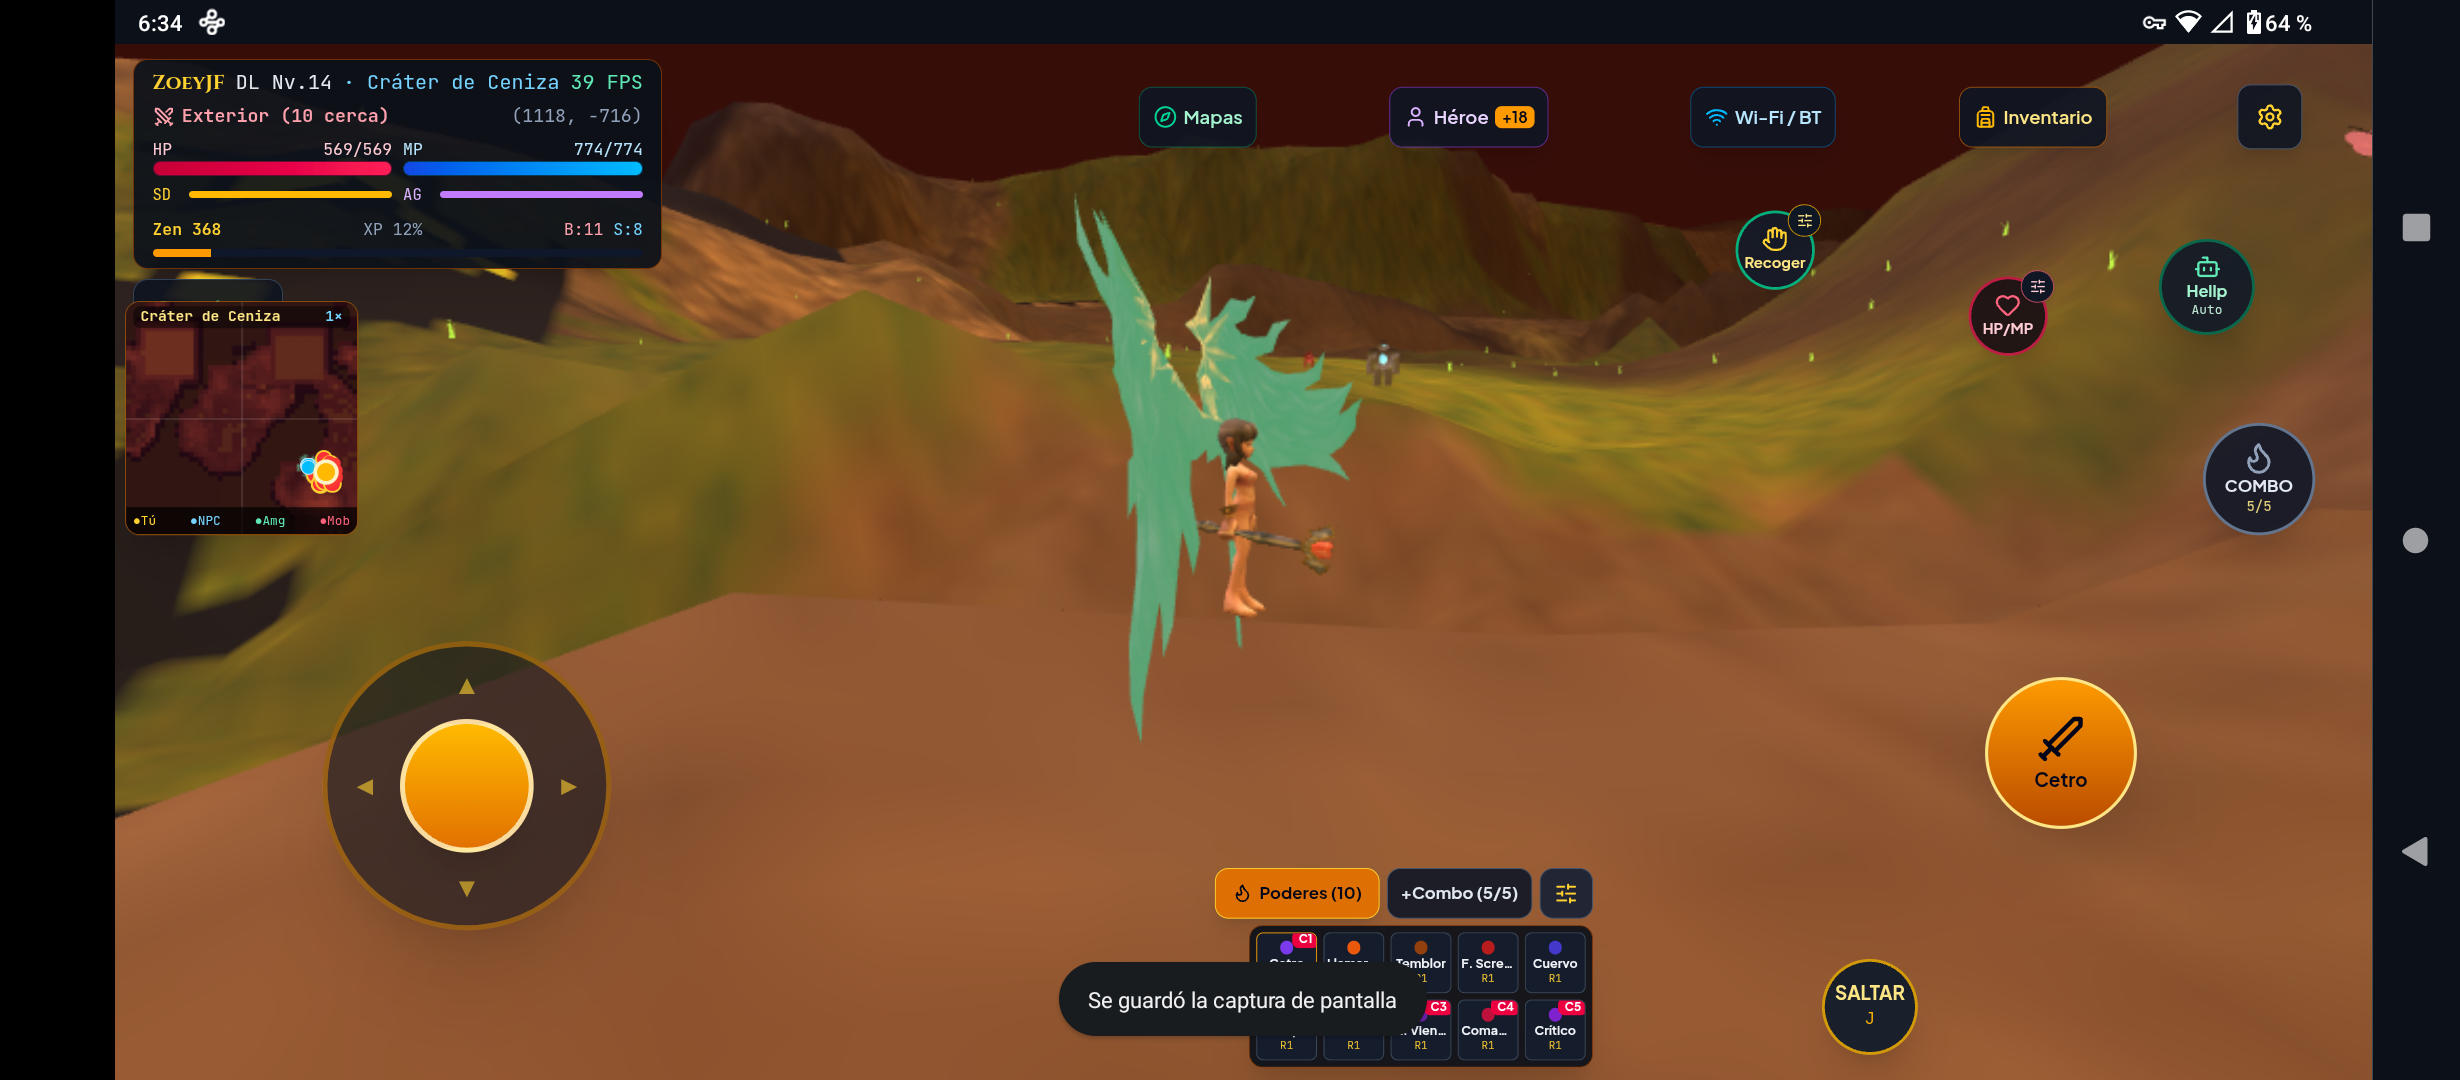 6:34
64 %
ZoeyJF DL Nv.14 · Cráter de Ceniza 39 FPS
Exterior (10 cerca) (1118, -716)
HP 569/569 MP 774/774
SD AG
Zen 368 XP 12% B:11 S:8
Mapas
Héroe +18
Wi-Fi / BT
Inventario
Recoger
HP/MP
Hellp
Auto
Cráter de Ceniza 1×
•Tú •NPC •Amg •Mob
COMBO
5/5
Cetro
Poderes (10) +Combo (5/5)
C1
Temblor F. Scre... Cuervo
R1 R1
C3 C4 C5
Coma... Crítico
R1 R1 R1 R1 R1
Se guardó la captura de pantalla
SALTAR
J